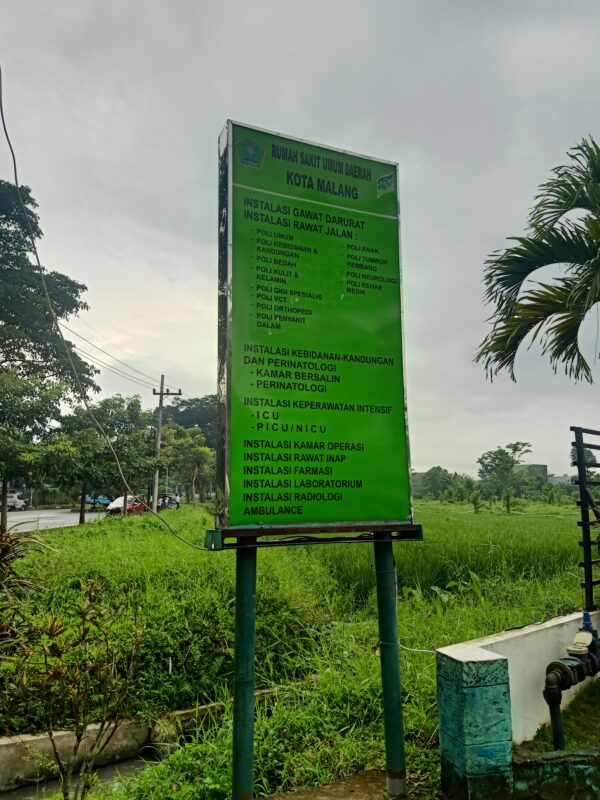 RUMAH SAKIT UMUM DAERAH
KOTA MALANG
INSTALASI GAWAT DARURAT
INSTALASI RAWAT JALAN :
- POLI UMUM
- POLI KEBIDANAN &
KANDUNGAN
- POLI BEDAH
- POLI KULIT &
KELAMIN
- POLI GIGI SPESIALIS
- POLI VCT
- POLI ORTHOPEDI
- POLI PENYAKIT
DALAM
- POLI ANAK
- POLI TUMBUH
KEMBANG
- POLI NEUROLOGI
- POLI REHAB
MEDIK
INSTALASI KEBIDANAN-KANDUNGAN
DAN PERINATOLOGI
- KAMAR BERSALIN
- PERINATOLOGI
INSTALASI KEPERAWATAN INTENSIF
- ICU
- PICU/NICU
INSTALASI KAMAR OPERASI
INSTALASI RAWAT INAP
INSTALASI FARMASI
INSTALASI LABORATORIUM
INSTALASI RADIOLOGI
AMBULANCE